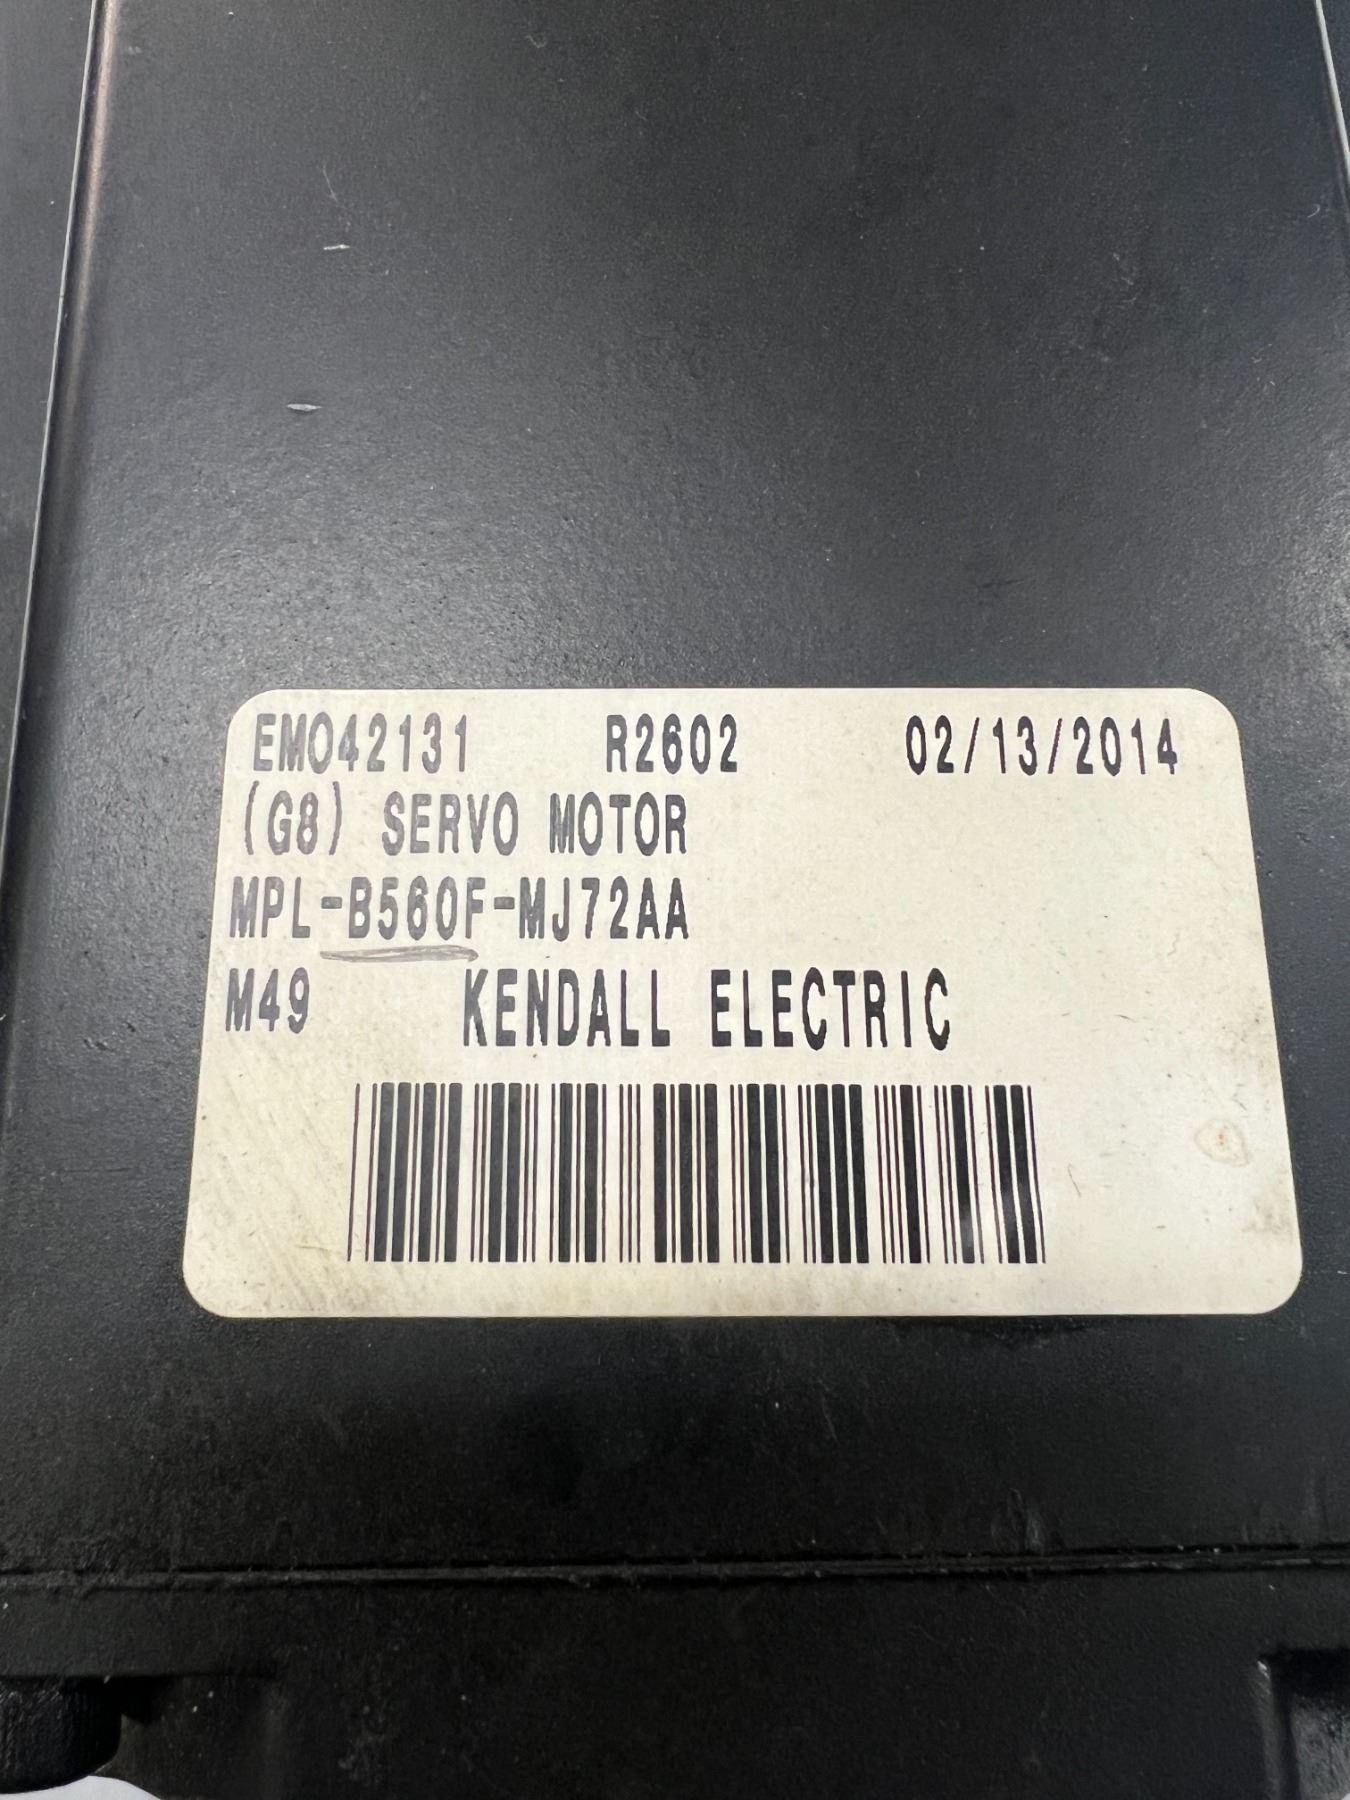 EM042131 R2602 02/13/2014
(G8) SERVO MOTOR
MPL-B560F-MJ72AA
M49 KENDALL ELECTRIC